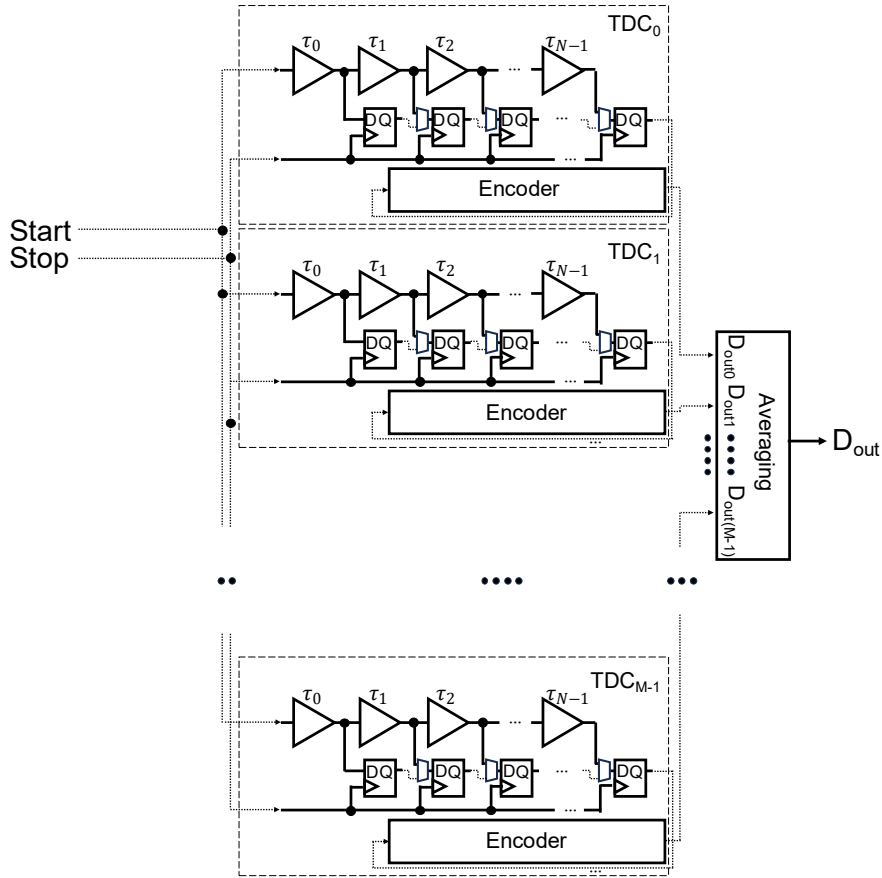 TDC0
τ0 τ1 τ2 ... τN−1
DQ DQ DQ ... DQ
...
Encoder
Start
Stop
TDC1
τ0 τ1 τ2 ... τN−1
DQ DQ DQ ... DQ
...
Encoder
...
Dout0
Dout1
Dout(M-1)
Averaging
Dout
TDCM-1
τ0 τ1 τ2 ... τN−1
DQ DQ DQ ... DQ
...
Encoder
...